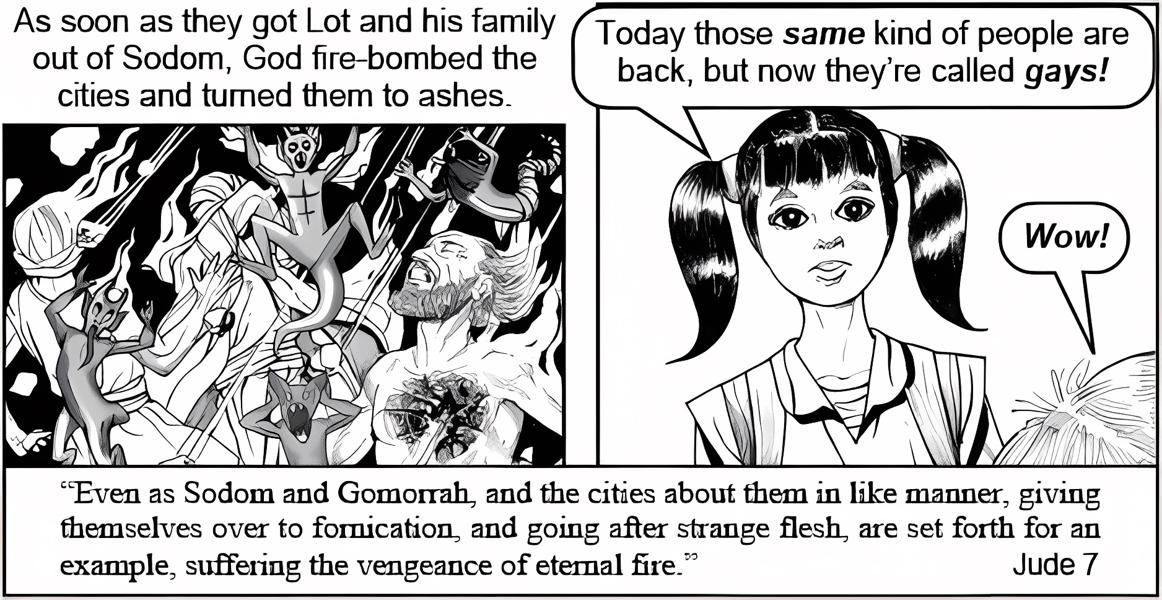 As soon as they got Lot and his family
out of Sodom, God fire-bombed the
cities and turned them to ashes.
Today those same kind of people are
back, but now they're called gays!
Wow!
“Even as Sodom and Gomorrah, and the cities about them in like manner, giving
themselves over to fornication, and going after strange flesh, are set forth for an
example, suffering the vengeance of eternal fire.”
Jude 7